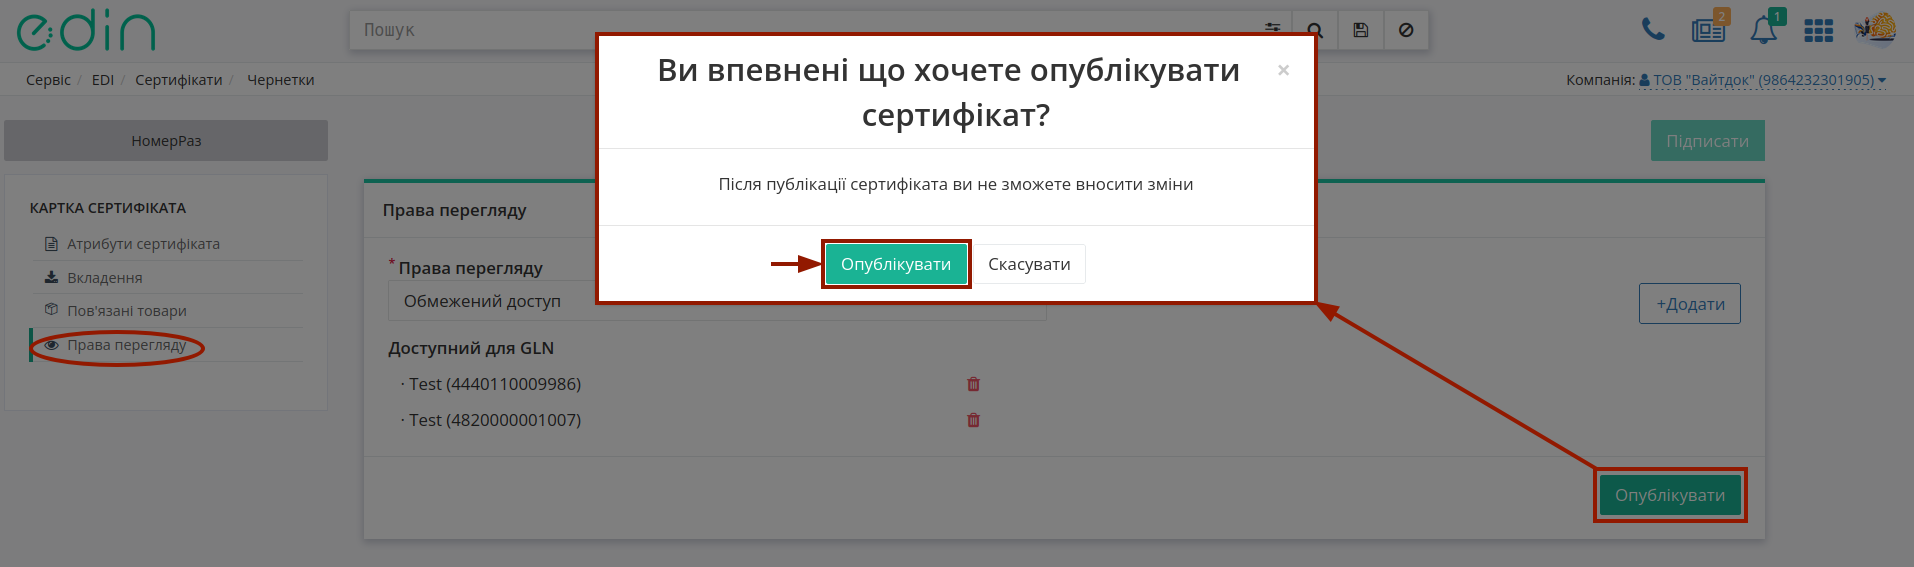 edin
Пошук
2
1
Сервіс / EDI / Сертифікати / Чернетки
Компанія: ТОВ "Вайтдок" (9864232301905)
НомерРаз
Підписати
КАРТКА СЕРТИФІКАТА
Атрибути сертифіката
Вкладення
Пов'язані товари
Права перегляду
Права перегляду
* Права перегляду
Обмежений доступ
+Додати
Доступний для GLN
· Test (4440110009986)
· Test (4820000001007)
Опублікувати
Ви впевнені що хочете опублікувати
сертифікат?
×
Після публікації сертифіката ви не зможете вносити зміни
Опублікувати
Скасувати